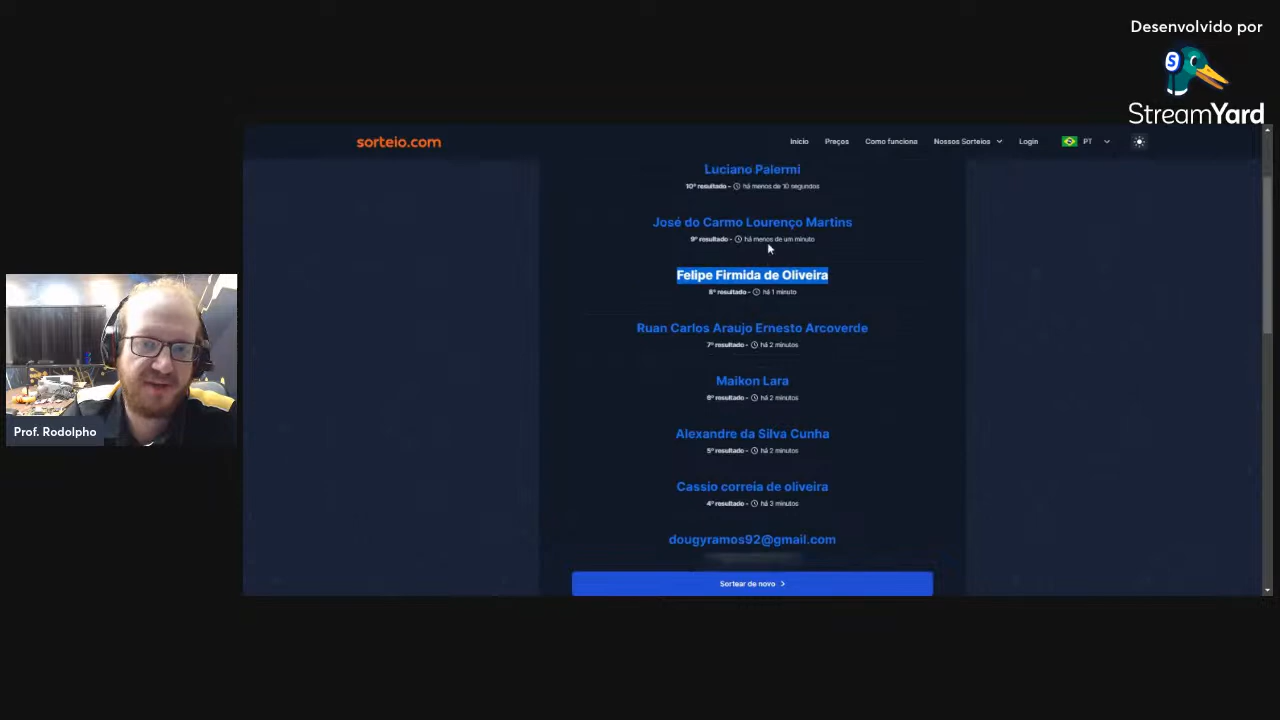 Desenvolvido por
StreamYard
sorteio.com
Início Preços Como funciona Nossos Sorteios Login PT
Luciano Palermi
10º resultado - há menos de 10 segundos
José do Carmo Lourenço Martins
9º resultado - há menos de um minuto
Felipe Firmida de Oliveira
8º resultado - há 1 minuto
Ruan Carlos Araujo Ernesto Arcoverde
7º resultado - há 2 minutos
Maikon Lara
6º resultado - há 2 minutos
Alexandre da Silva Cunha
5º resultado - há 2 minutos
Cassio correia de oliveira
4º resultado - há 3 minutos
dougyramos92@gmail.com
Sortear de novo
Prof. Rodolpho